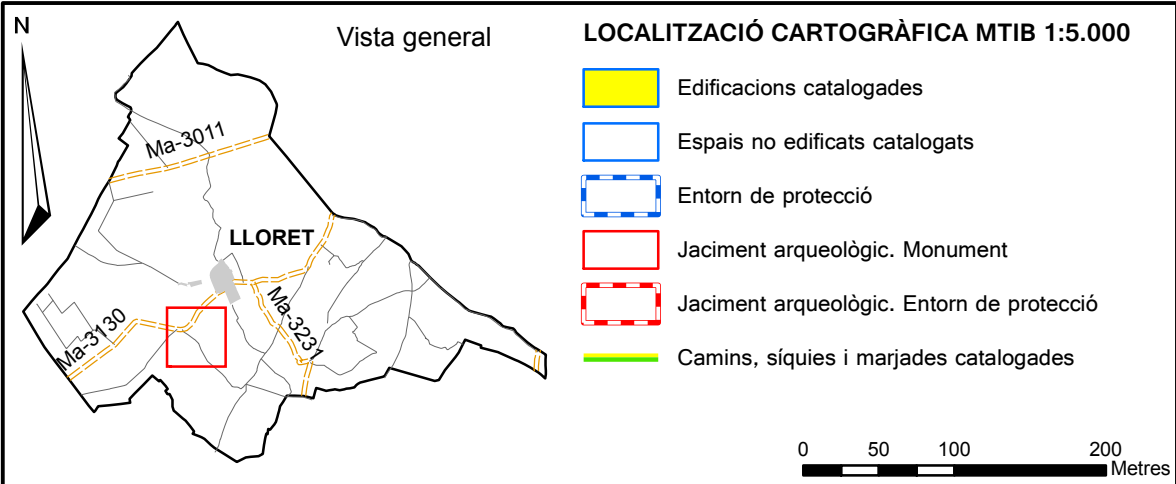 N
Vista general
Ma-3011
LLORET
Ma-3130
Ma-3231
LOCALITZACIÓ CARTOGRÀFICA MTIB 1:5.000
Edificacions catalogades
Espais no edificats catalogats
Entorn de protecció
Jaciment arqueològic. Monument
Jaciment arqueològic. Entorn de protecció
Camins, síquies i marjades catalogades
0 50 100 200
Metres